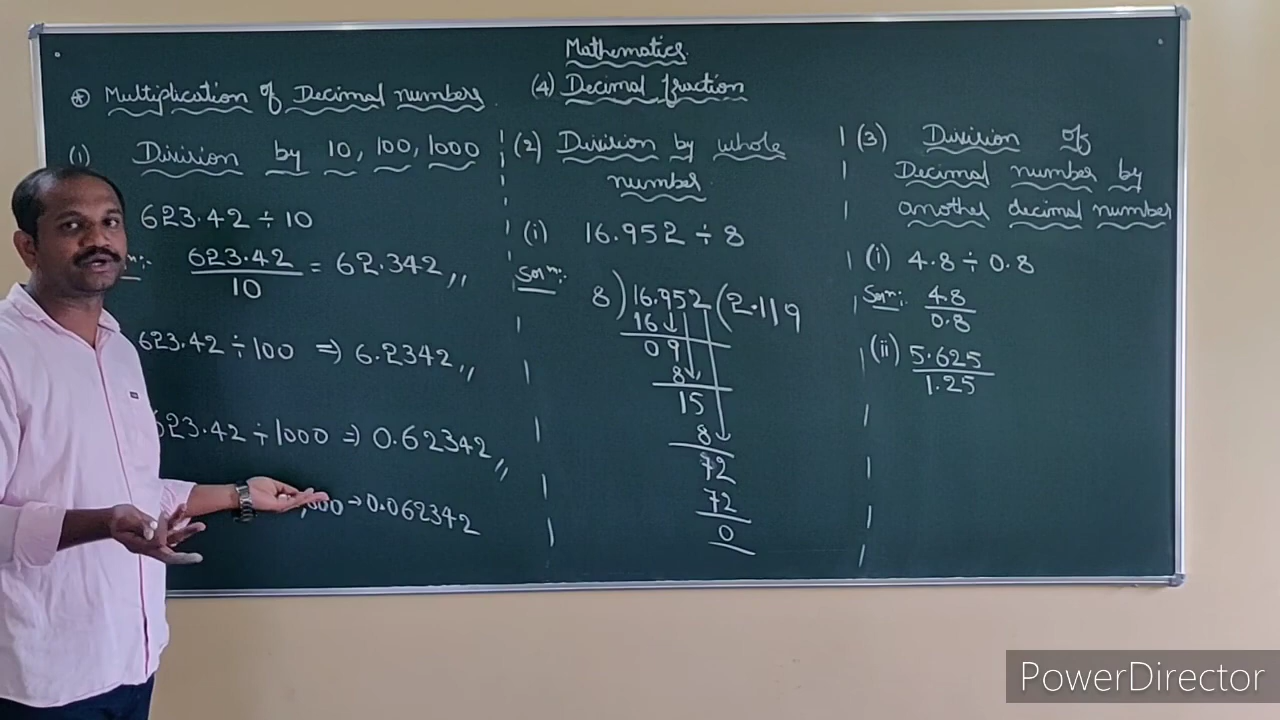 Mathematics.
(4) Decimal fraction
* Multiplication of Decimal numbers.
(1) Division by 10, 100, 1000
623.42 ÷ 10
623.42
10
= 62.342,,
623.42 ÷ 100 => 6.2342,,
623.42 ÷ 1000 => 0.62342,,
,000 → 0.062342
(2) Division by whole
number.
(i) 16.952 ÷ 8
Sorn:.
8 ) 16.952 ( 2.119
16
09
8
15
8
72
72
0
(3) Division of
Decimal number by
another decimal number
(i) 4.8 ÷ 0.8
Sorn:. 4.8
0.8
(ii) 5.625
1.25
PowerDirector